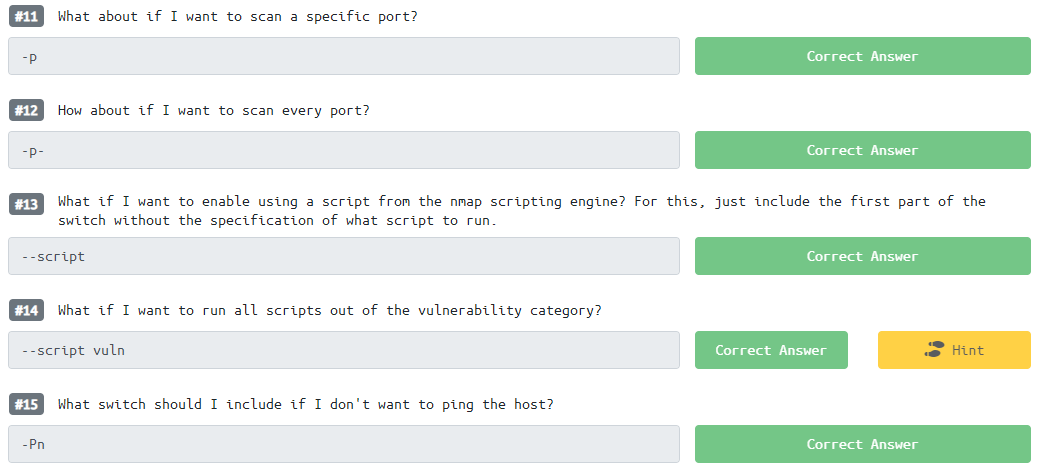 #11 What about if I want to scan a specific port?
-p Correct Answer
#12 How about if I want to scan every port?
-p- Correct Answer
#13 What if I want to enable using a script from the nmap scripting engine? For this, just include the first part of the
switch without the specification of what script to run.
--script Correct Answer
#14 What if I want to run all scripts out of the vulnerability category?
--script vuln Correct Answer Hint
#15 What switch should I include if I don't want to ping the host?
-Pn Correct Answer